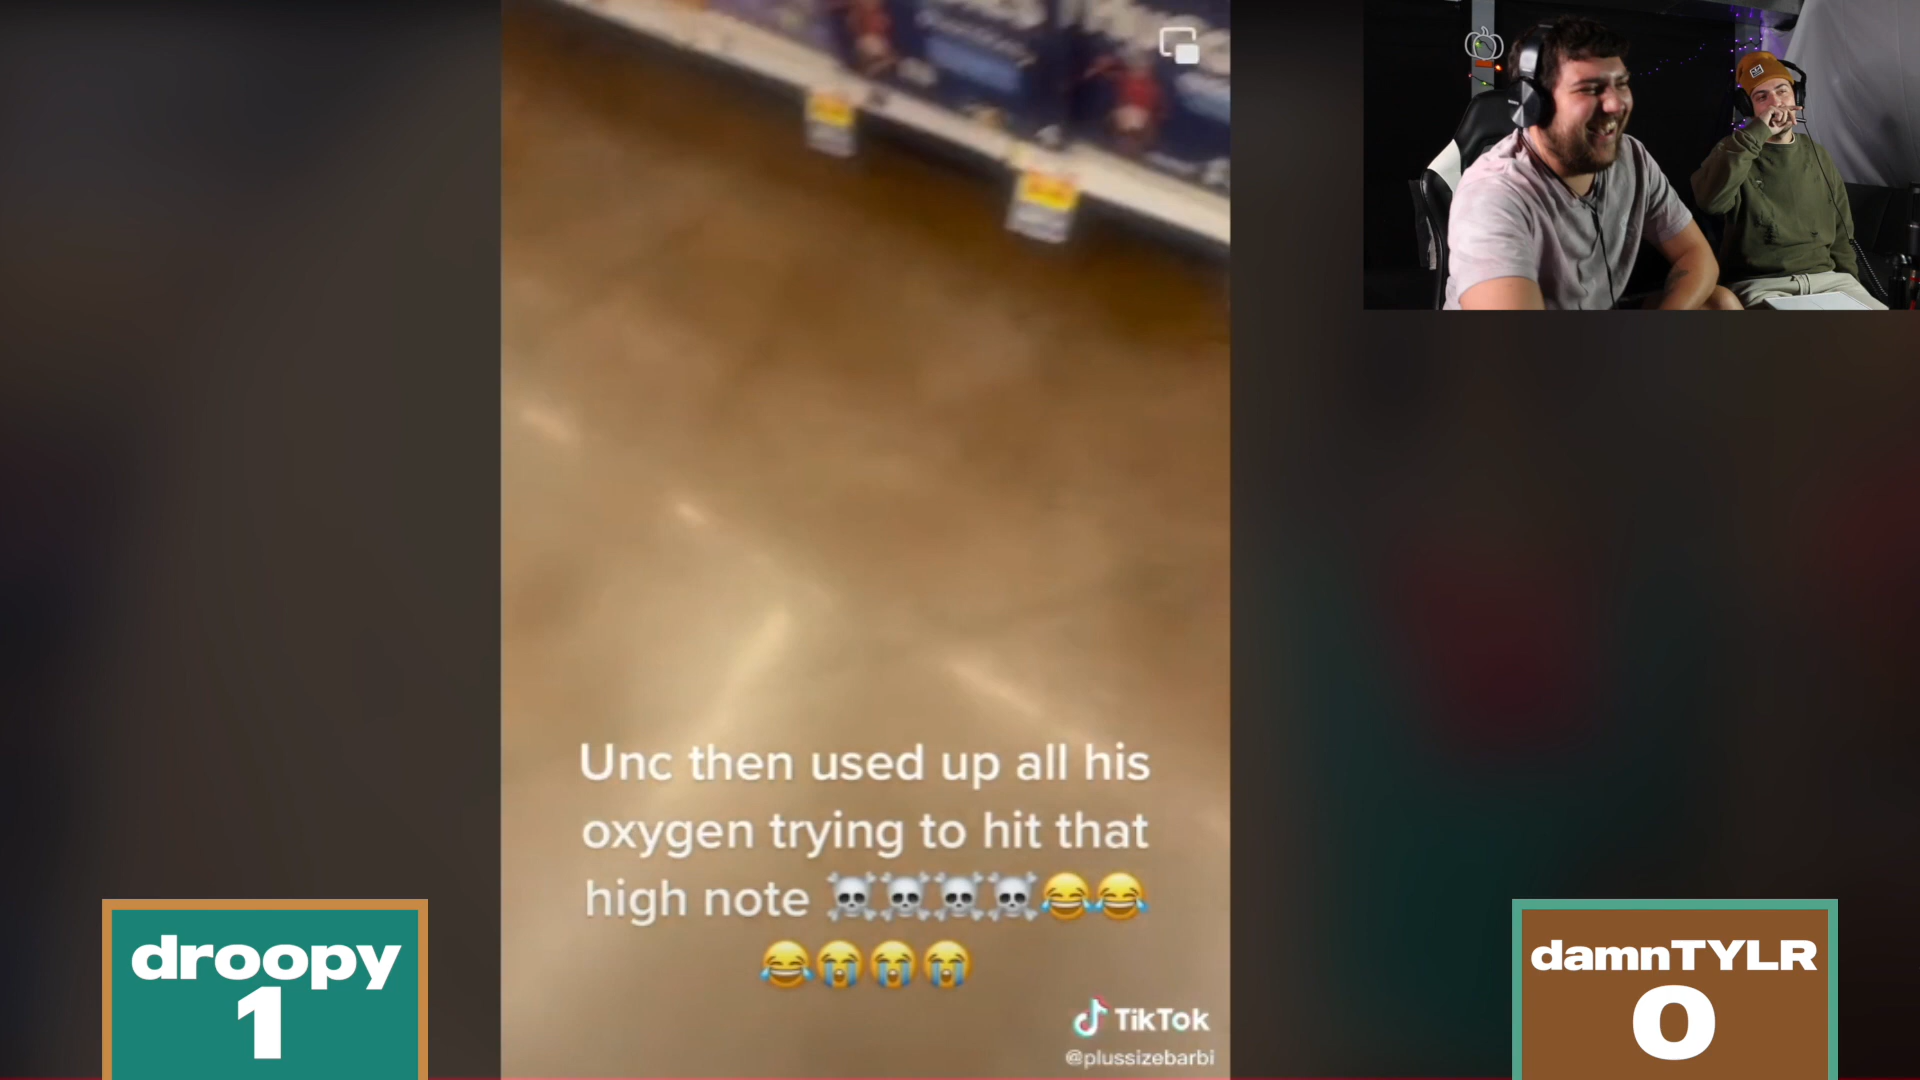 Unc then used up all his
oxygen trying to hit that
high note ☠️☠️☠️☠️😂😂
😂😭😭😭
TikTok
@plussizebarbi
droopy
1
damnTYLR
0